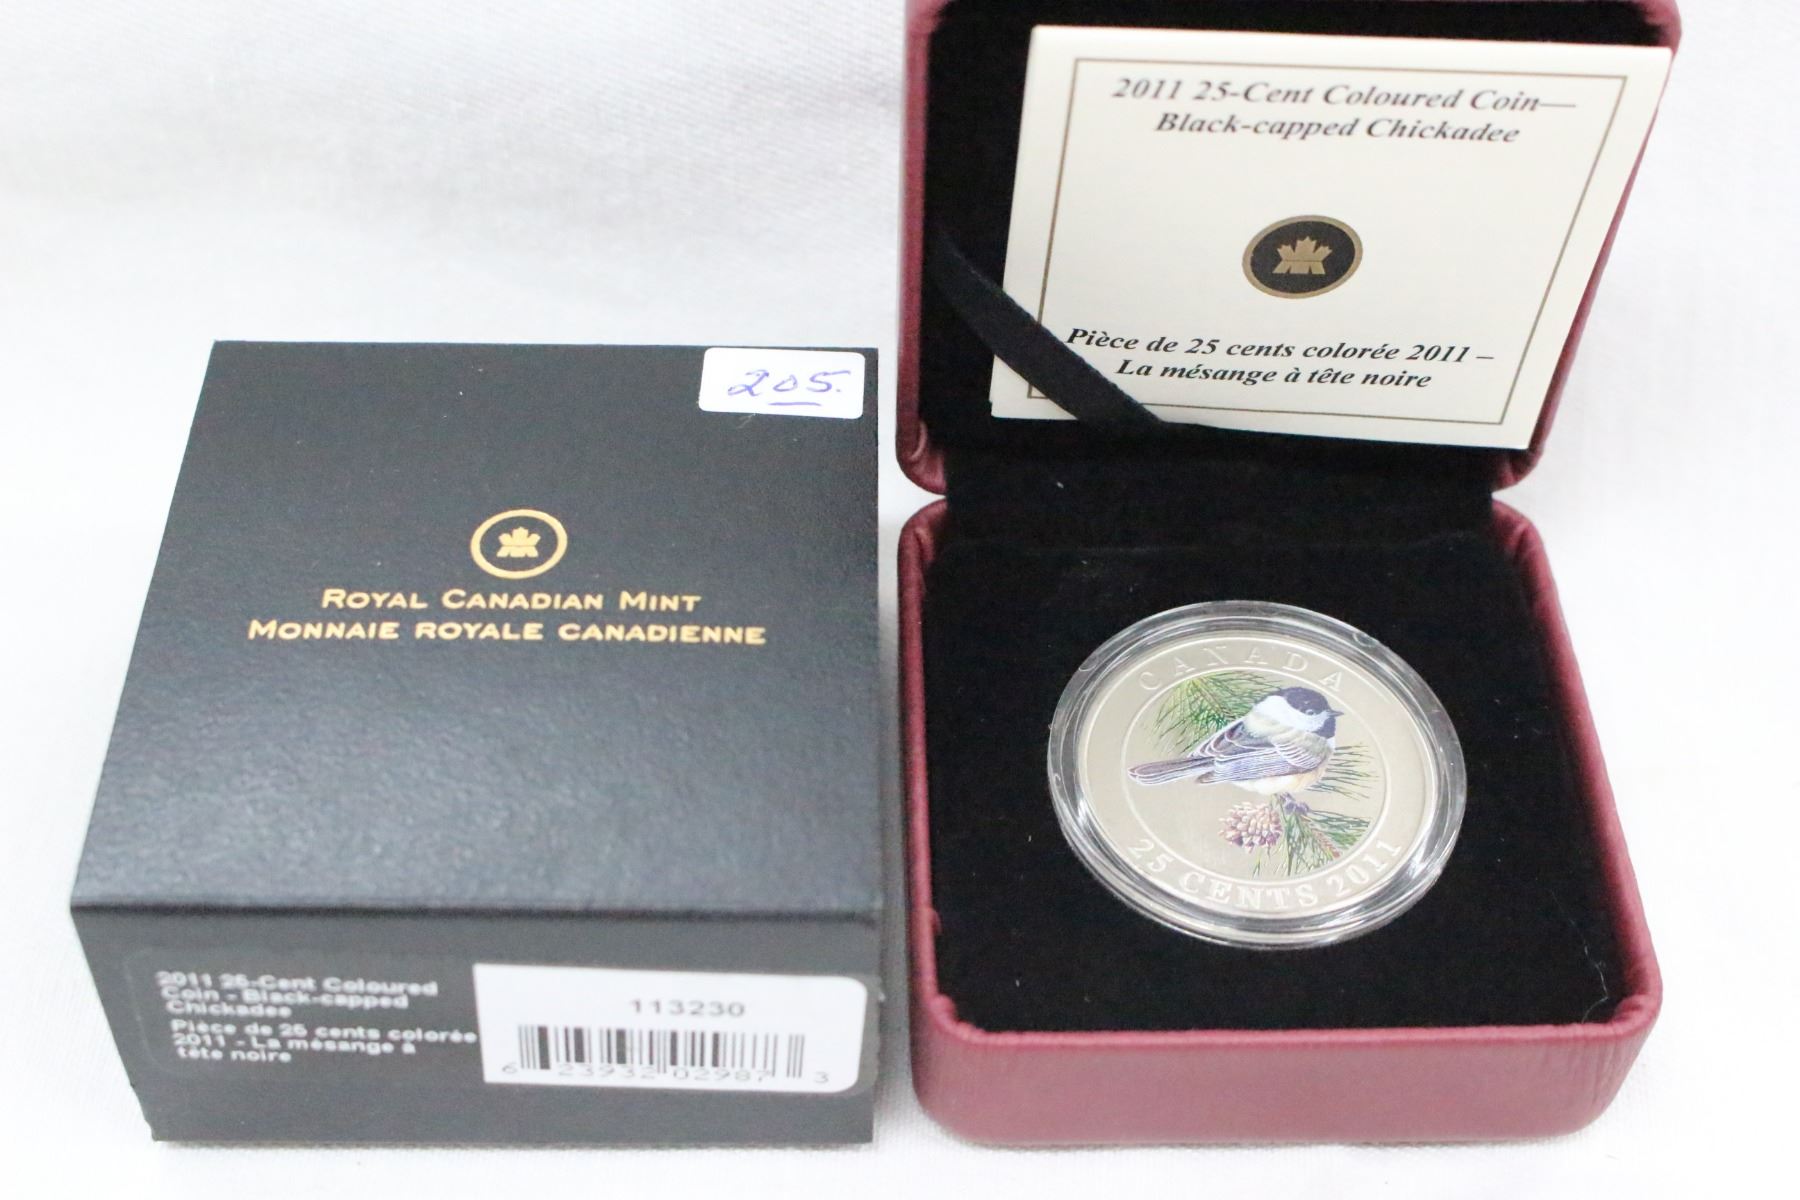 205.
ROYAL CANADIAN MINT
MONNAIE ROYALE CANADIENNE
2011 25-Cent Coloured
Coin - Black-capped
Chickadee
Pièce de 25 cents colorée
2011 - La mésange à
tête noire
113230
6 23932 02987 3
2011 25-Cent Coloured Coin—
Black-capped Chickadee
Pièce de 25 cents colorée 2011 –
La mésange à tête noire
CANADA
25 CENTS 2011